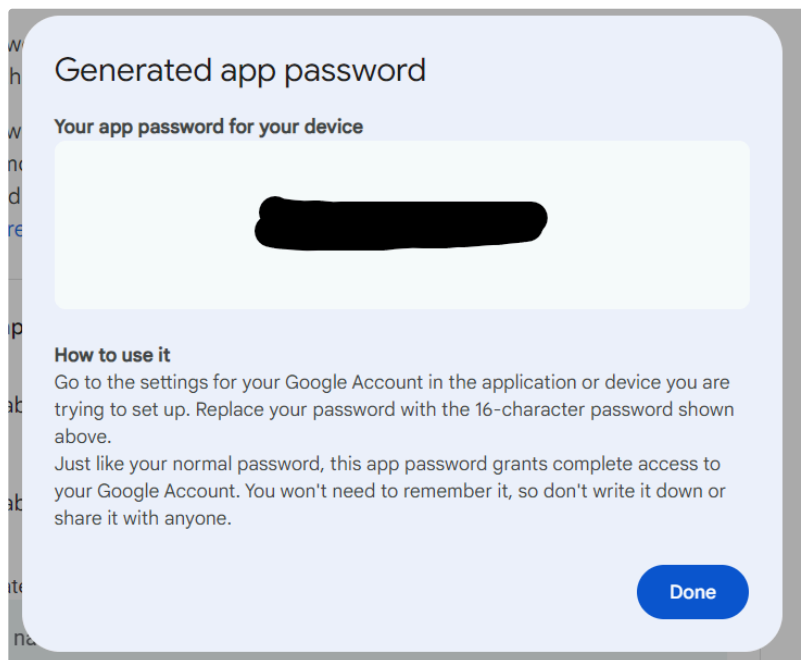 Generated app password
Your app password for your device
How to use it
Go to the settings for your Google Account in the application or device you are
trying to set up. Replace your password with the 16-character password shown
above.
Just like your normal password, this app password grants complete access to
your Google Account. You won't need to remember it, so don't write it down or
share it with anyone.
Done